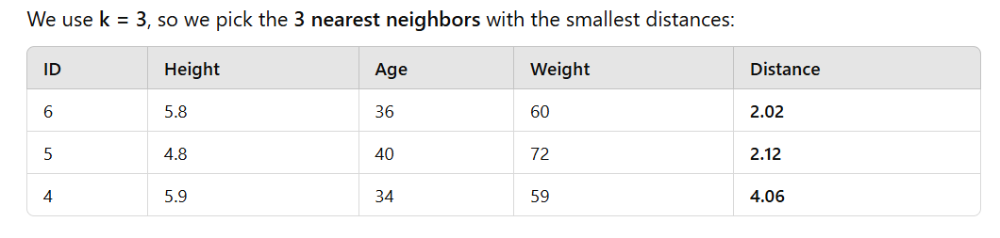 We use k = 3, so we pick the 3 nearest neighbors with the smallest distances:
ID Height Age Weight Distance
6 5.8 36 60 2.02
5 4.8 40 72 2.12
4 5.9 34 59 4.06